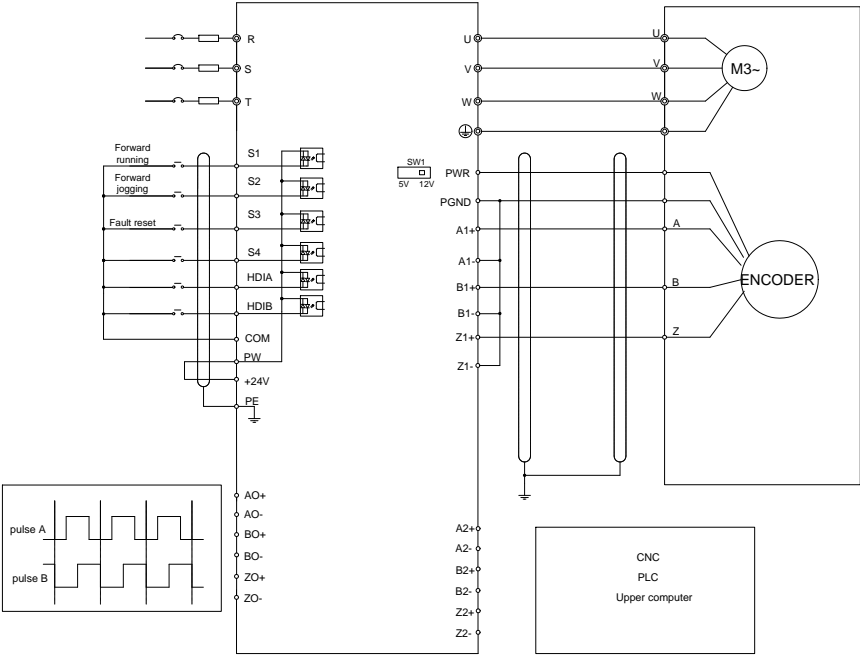 R
S
T
Forward
running
S1
Forward
jogging
S2
Fault reset
S3
S4
HDIA
HDIB
COM
PW
+24V
PE
AO+
AO-
BO+
BO-
ZO+
ZO-
pulse A
pulse B
U
V
W
SW1
5V 12V
PWR
PGND
A1+
A1-
B1+
B1-
Z1+
Z1-
A2+
A2-
B2+
B2-
Z2+
Z2-
U
V
W
M3~
A
B
Z
ENCODER
CNC
PLC
Upper computer